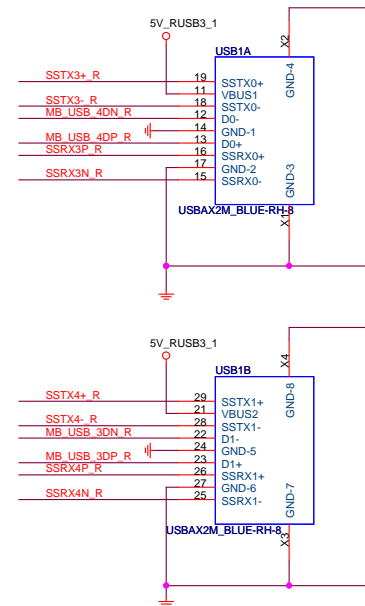 5V_RUSB3_1
X2
USB1A
GND-4
SSTX3+_R 19 SSTX0+
11 VBUS1
SSTX3-_R 18 SSTX0-
MB_USB_4DN_R 12 D0-
14 GND-1
MB_USB_4DP_R 13 D0+
SSRX3P_R 16 SSRX0+
17 GND-2
SSRX3N_R 15 SSRX0-
GND-3
USBAX2M_BLUE-RH-8
X1
5V_RUSB3_1
X4
USB1B
GND-8
SSTX4+_R 29 SSTX1+
21 VBUS2
SSTX4-_R 28 SSTX1-
MB_USB_3DN_R 22 D1-
24 GND-5
MB_USB_3DP_R 23 D1+
SSRX4P_R 26 SSRX1+
27 GND-6
SSRX4N_R 25 SSRX1-
GND-7
USBAX2M_BLUE-RH-8
X3